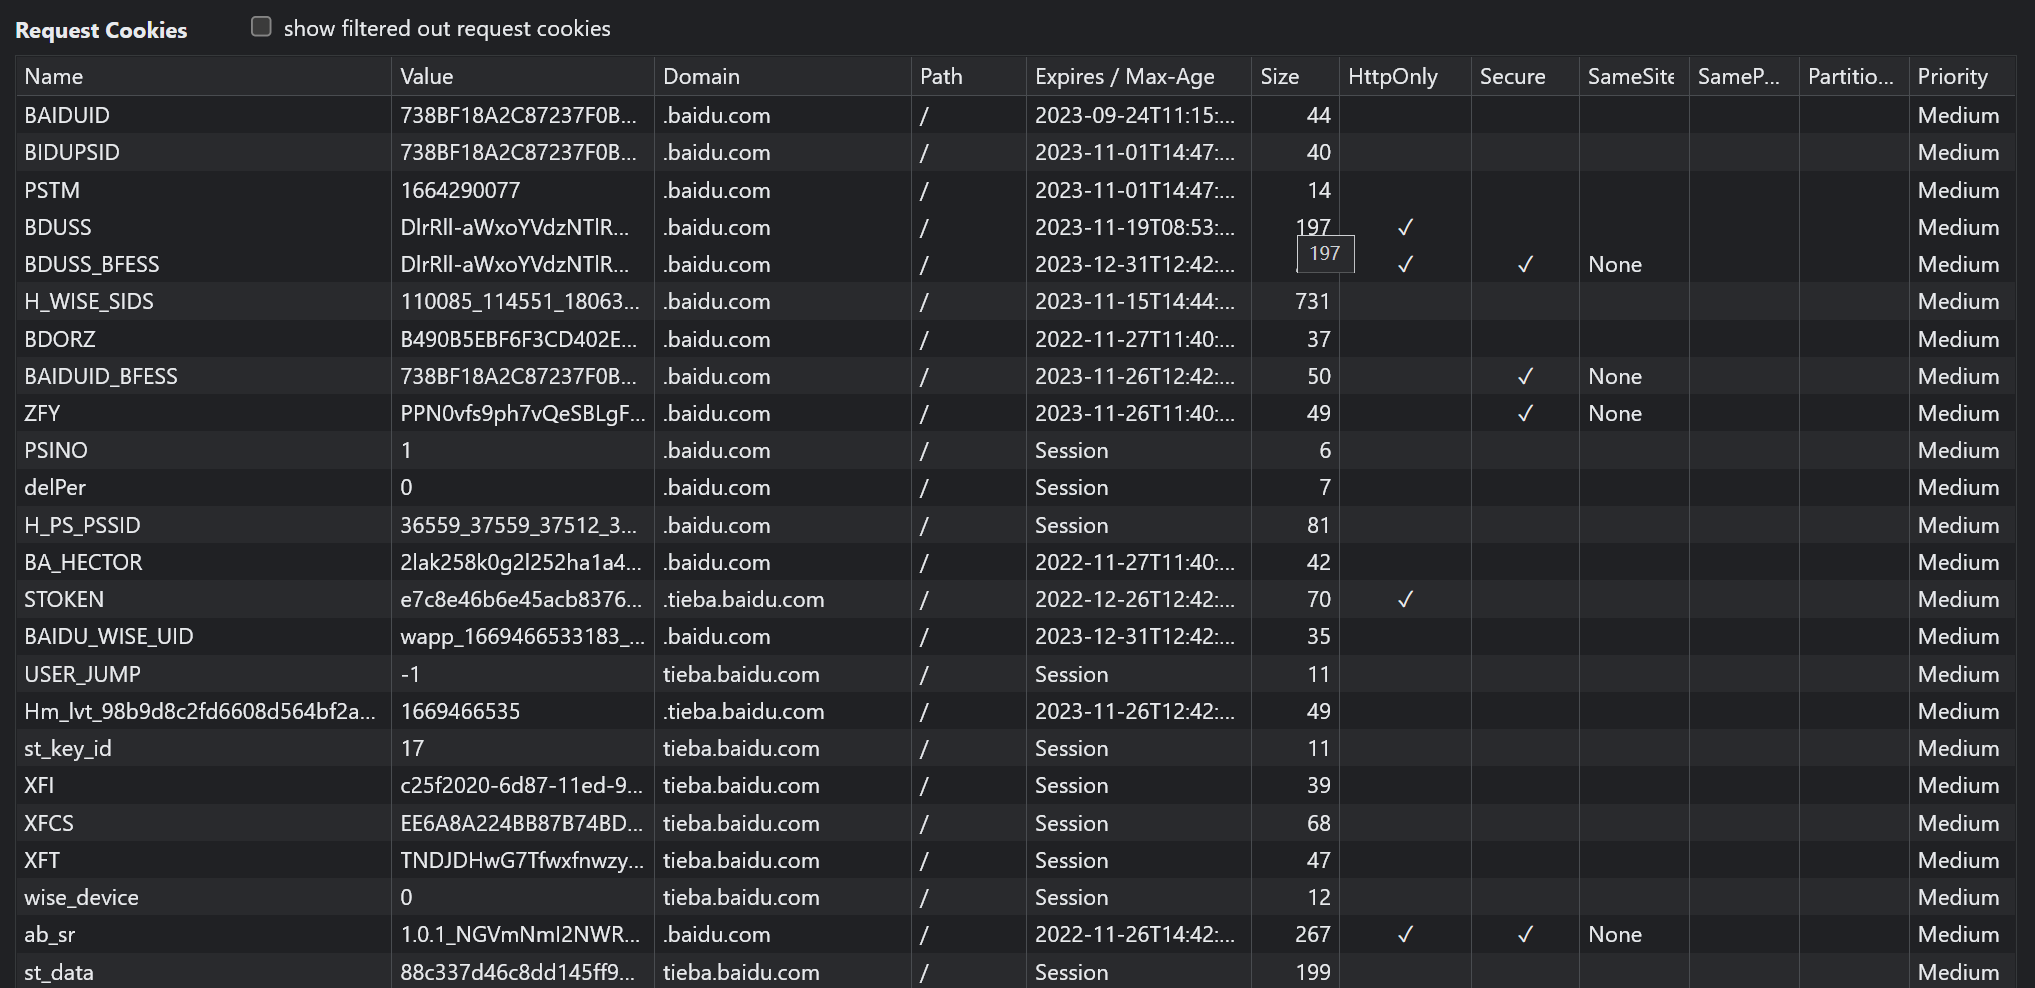 Request Cookies show filtered out request cookies
Name Value Domain Path Expires / Max-Age Size HttpOnly Secure SameSite SameP... Partitio... Priority
BAIDUID 738BF18A2C87237F0B... .baidu.com / 2023-09-24T11:15:... 44 Medium
BIDUPSID 738BF18A2C87237F0B... .baidu.com / 2023-11-01T14:47:... 40 Medium
PSTM 1664290077 .baidu.com / 2023-11-01T14:47:... 14 Medium
BDUSS DlrRll-aWxoYVdzNTlR... .baidu.com / 2023-11-19T08:53:... 197 ✓ Medium
197
BDUSS_BFESS DlrRll-aWxoYVdzNTlR... .baidu.com / 2023-12-31T12:42:... ✓ ✓ None Medium
H_WISE_SIDS 110085_114551_18063... .baidu.com / 2023-11-15T14:44:... 731 Medium
BDORZ B490B5EBF6F3CD402E... .baidu.com / 2022-11-27T11:40:... 37 Medium
BAIDUID_BFESS 738BF18A2C87237F0B... .baidu.com / 2023-11-26T12:42:... 50 ✓ None Medium
ZFY PPN0vfs9ph7vQeSBLgF... .baidu.com / 2023-11-26T11:40:... 49 ✓ None Medium
PSINO 1 .baidu.com / Session 6 Medium
delPer 0 .baidu.com / Session 7 Medium
H_PS_PSSID 36559_37559_37512_3... .baidu.com / Session 81 Medium
BA_HECTOR 2lak258k0g2l252ha1a4... .baidu.com / 2022-11-27T11:40:... 42 Medium
STOKEN e7c8e46b6e45acb8376... .tieba.baidu.com / 2022-12-26T12:42:... 70 ✓ Medium
BAIDU_WISE_UID wapp_1669466533183_... .baidu.com / 2023-12-31T12:42:... 35 Medium
USER_JUMP -1 tieba.baidu.com / Session 11 Medium
Hm_lvt_98b9d8c2fd6608d564bf2a... 1669466535 .tieba.baidu.com / 2023-11-26T12:42:... 49 Medium
st_key_id 17 tieba.baidu.com / Session 11 Medium
XFI c25f2020-6d87-11ed-9... tieba.baidu.com / Session 39 Medium
XFCS EE6A8A224BB87B74BD... tieba.baidu.com / Session 68 Medium
XFT TNDJDHwG7Tfwxfnwzy... tieba.baidu.com / Session 47 Medium
wise_device 0 tieba.baidu.com / Session 12 Medium
ab_sr 1.0.1_NGVmNmI2NWR... .baidu.com / 2022-11-26T14:42:... 267 ✓ ✓ None Medium
st_data 88c337d46c8dd145ff9... tieba.baidu.com / Session 199 Medium